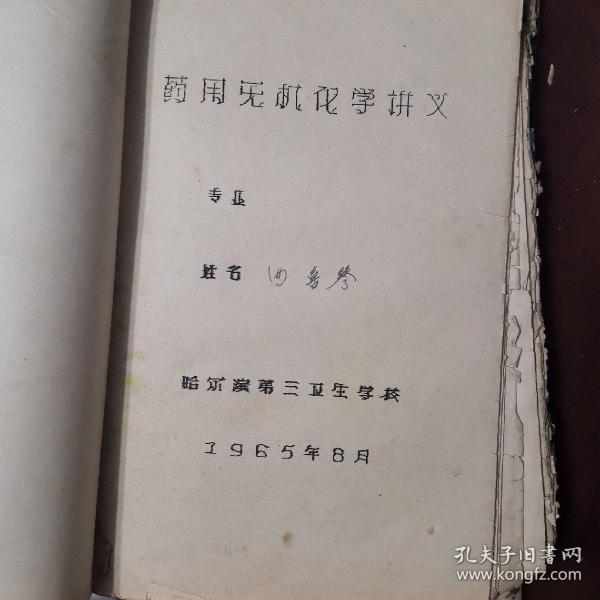 药用无机化学讲义
专业
姓名
哈尔滨第三卫生学校
1965年8月
孔夫子旧书网
www.kongfz.com